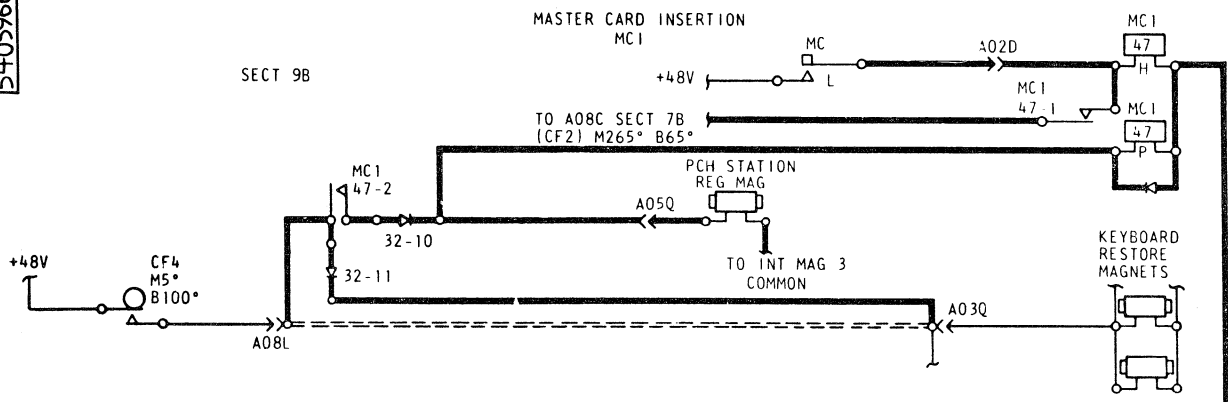 MASTER CARD INSERTION
MC1
SECT 9B
+48V
MC
L
A02D
MC1
47
H
MC1
47-1
TO A08C SECT 7B
(CF2) M265° B65°
MC1
47
P
PCH STATION
REG MAG
MC1
47-2
A05Q
32-10
TO INT MAG 3
COMMON
KEYBOARD
RESTORE
MAGNETS
+48V
CF4
M5°
B100°
32-11
A08L
A03Q